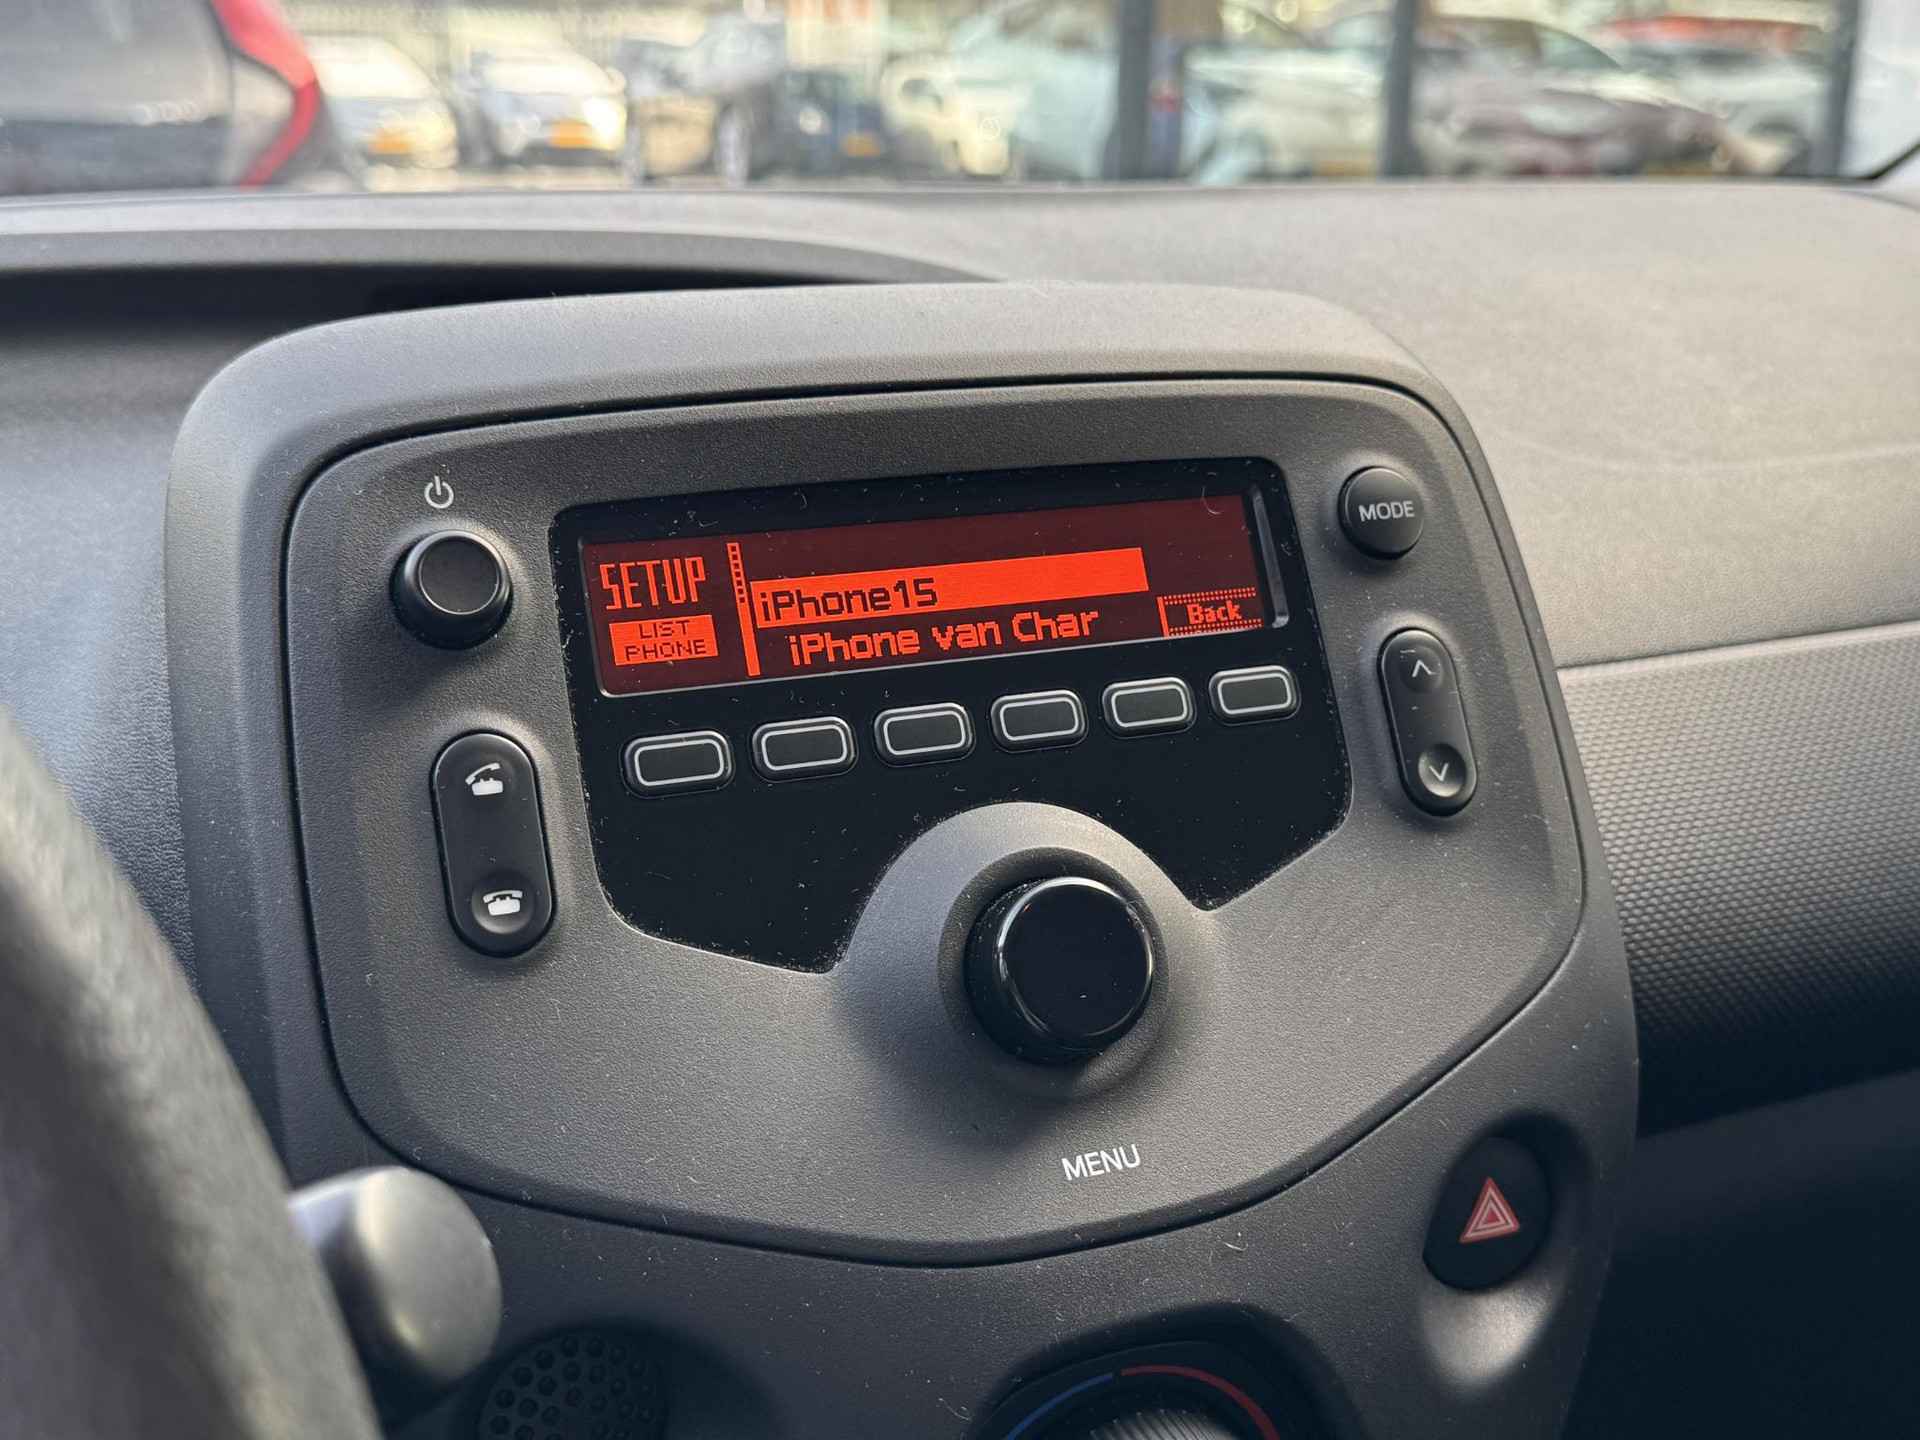 SETUP
LIST
PHONE
iPhone15
iPhone van Char
Back
MODE
MENU